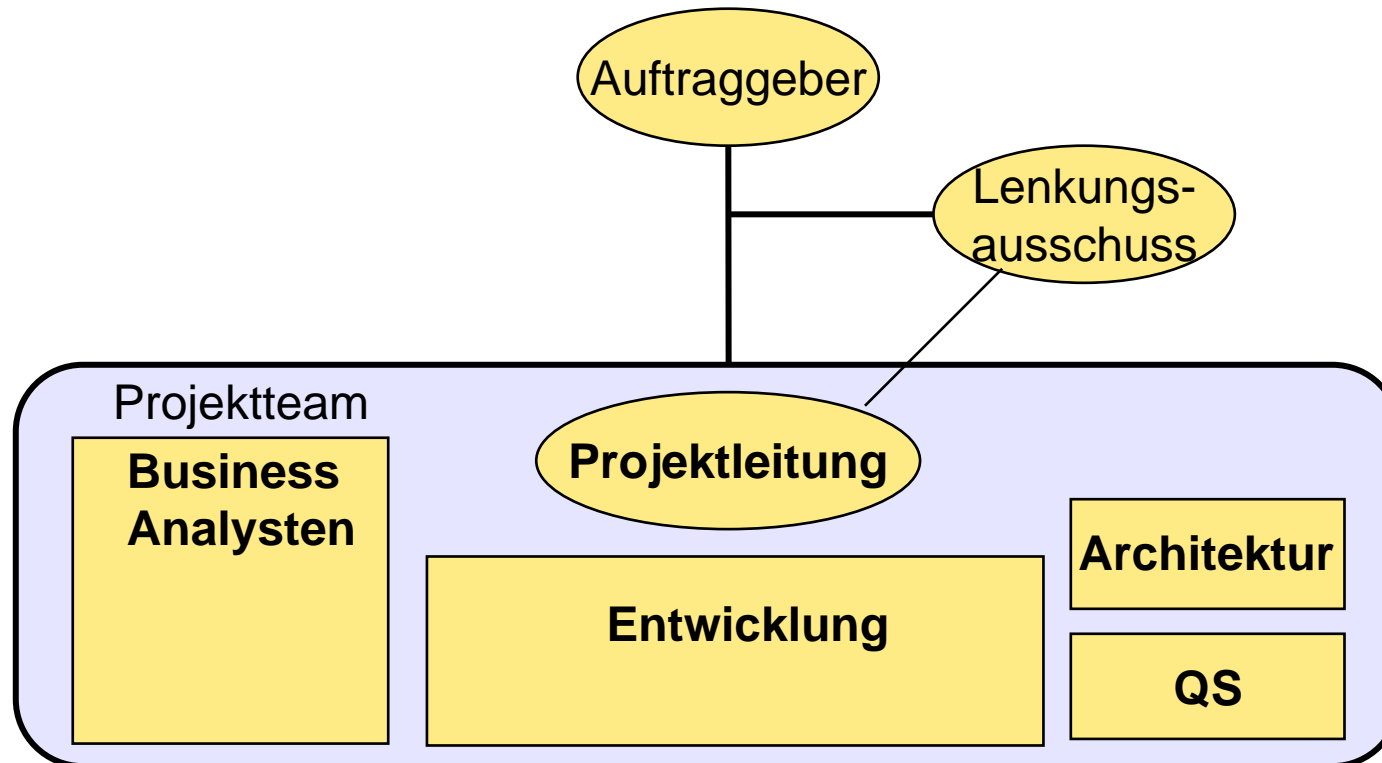 Auftraggeber
Lenkungs-
ausschuss
Projektteam
Business
Analysten
Projektleitung
Entwicklung
Architektur
QS